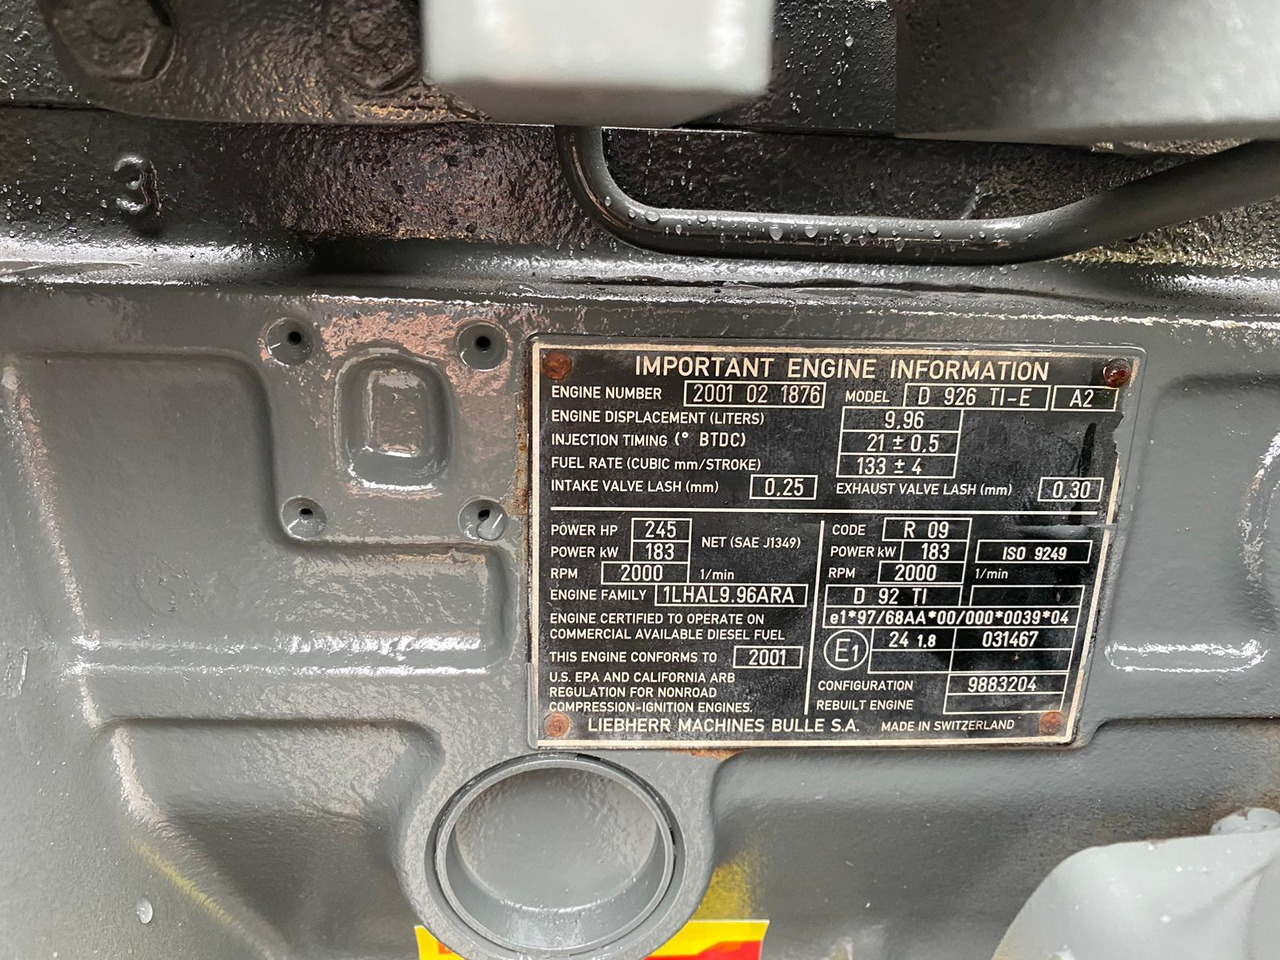 3
IMPORTANT ENGINE INFORMATION
ENGINE NUMBER 2001 02 1876 MODEL D 926 TI-E A2
ENGINE DISPLACEMENT (LITERS) 9,96
INJECTION TIMING (° BTDC) 21 ± 0,5
FUEL RATE (CUBIC mm/STROKE) 133 ± 4
INTAKE VALVE LASH (mm) 0,25 EXHAUST VALVE LASH (mm) 0,30
POWER HP 245 NET (SAE J1349)
POWER kW 183
RPM 2000 1/min
ENGINE FAMILY 1LHAL9.96ARA
ENGINE CERTIFIED TO OPERATE ON
COMMERCIAL AVAILABLE DIESEL FUEL
THIS ENGINE CONFORMS TO 2001
U.S. EPA AND CALIFORNIA ARB
REGULATION FOR NONROAD
COMPRESSION-IGNITION ENGINES.
CODE R 09
POWER kW 183 ISO 9249
RPM 2000 1/min
D 92 TI
e1*97/68AA*00/000*0039*04
E1 24 1.8 031467
CONFIGURATION 9883204
REBUILT ENGINE
LIEBHERR MACHINES BULLE S.A. MADE IN SWITZERLAND